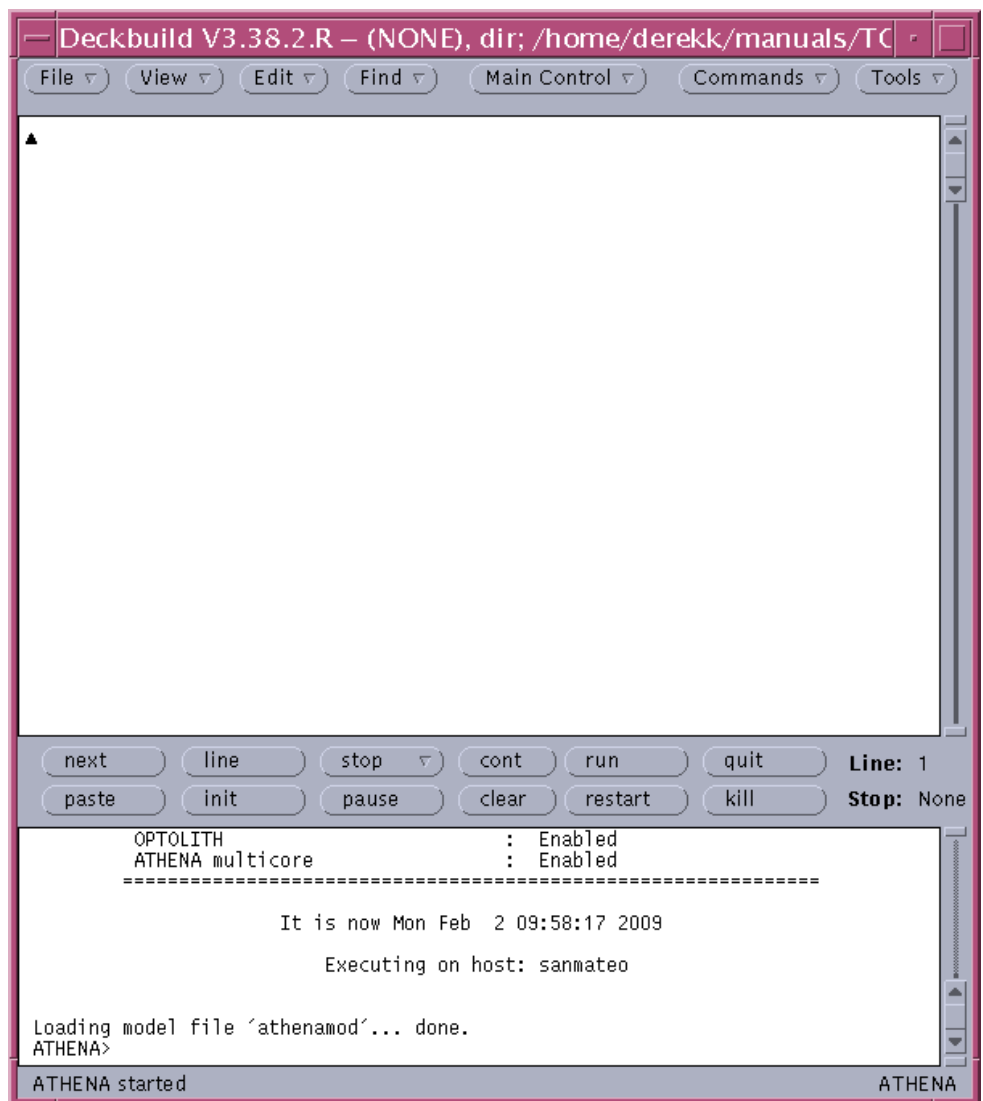 Deckbuild V3.38.2.R – (NONE), dir; /home/derekk/manuals/TC
File View Edit Find Main Control Commands Tools
next line stop cont run quit Line: 1
paste init pause clear restart kill Stop: None
OPTOLITH : Enabled
ATHENA multicore : Enabled
==============================================================
It is now Mon Feb 2 09:58:17 2009
Executing on host: sanmateo
Loading model file ´athenamod´... done.
ATHENA>
ATHENA started ATHENA